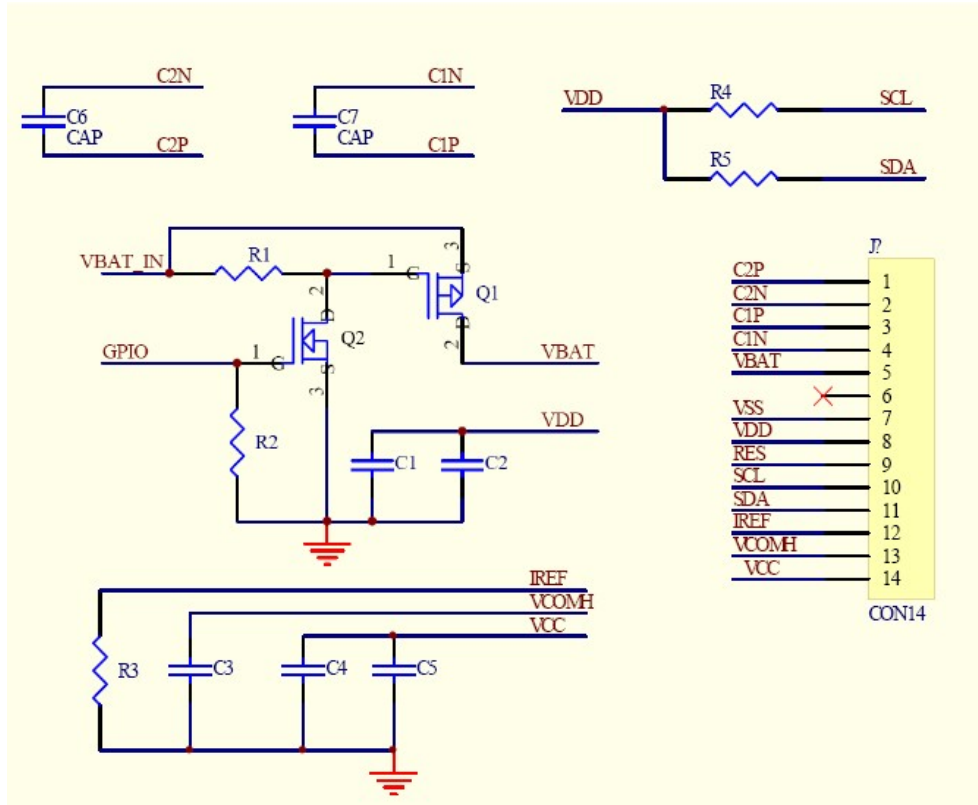 C2N
C6
CAP
C2P
C1N
C7
CAP
C1P
VDD
R4
SCL
R5
SDA
VBAT_IN
R1
1
G
3
S
Q1
D
2
VBAT
2
D
Q2
GPIO
1
G
S
3
R2
VDD
C1
C2
J?
C2P
1
C2N
2
C1P
3
C1N
4
VBAT
5
6
VSS
7
VDD
8
RES
9
SCL
10
SDA
11
IREF
12
VCOMH
13
VCC
14
CON14
IREF
VCOMH
VCC
R3
C3
C4
C5